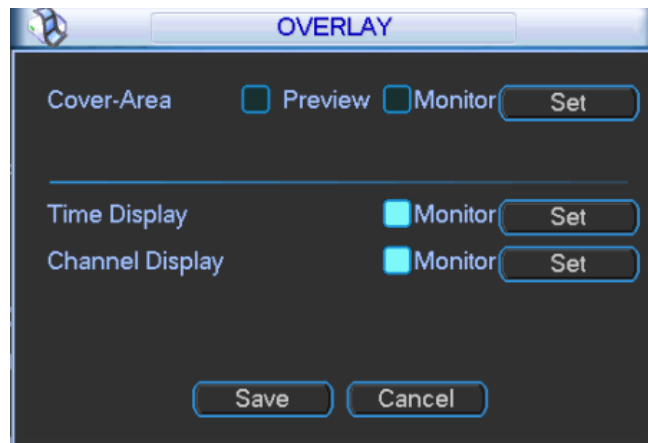 OVERLAY
Cover-Area Preview Monitor Set
Time Display Monitor Set
Channel Display Monitor Set
Save Cancel